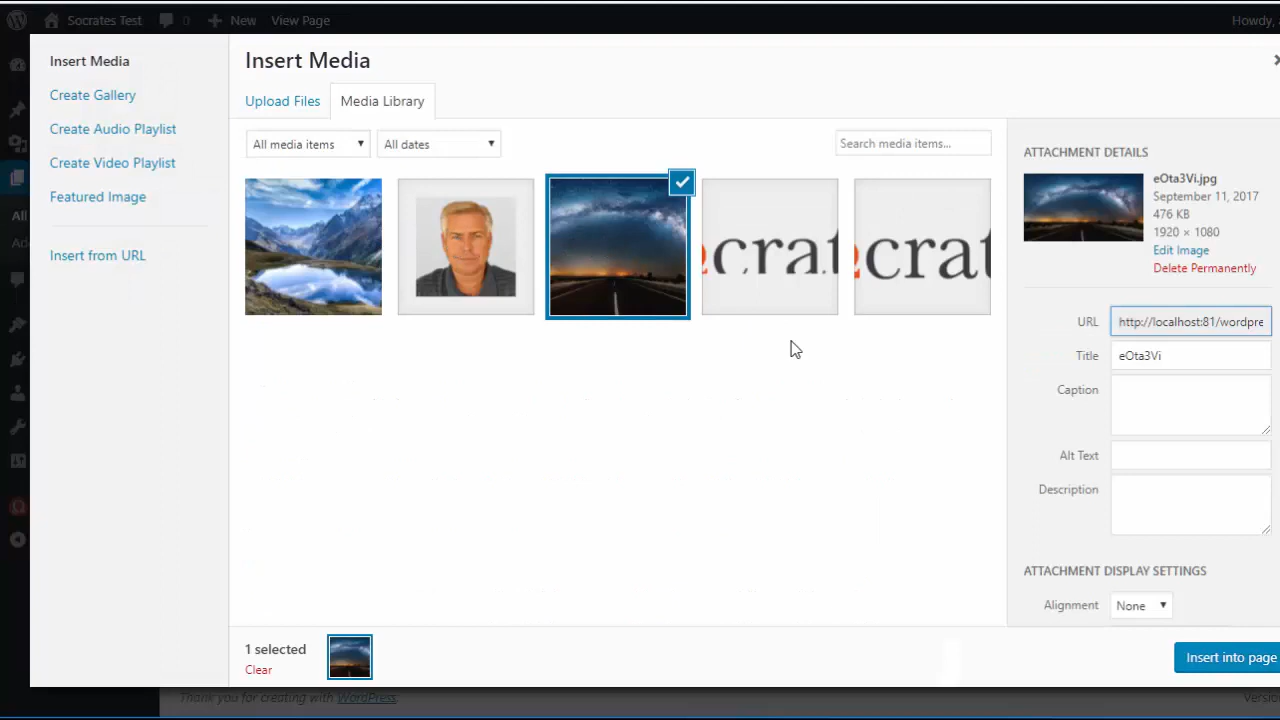 Socrates Test 0 New View Page Howdy,
Insert Media
Create Gallery
Create Audio Playlist
Create Video Playlist
Featured Image
Insert from URL
Insert Media
Upload Files Media Library
All media items All dates Search media items...
crat crat
ATTACHMENT DETAILS
eOta3Vi.jpg
September 11, 2017
476 KB
1920 × 1080
Edit Image
Delete Permanently
URL http://localhost:81/wordpre
Title eOta3Vi
Caption
Alt Text
Description
ATTACHMENT DISPLAY SETTINGS
Alignment None
1 selected
Clear
Insert into page
All
Thank you for creating with WordPress. Versio